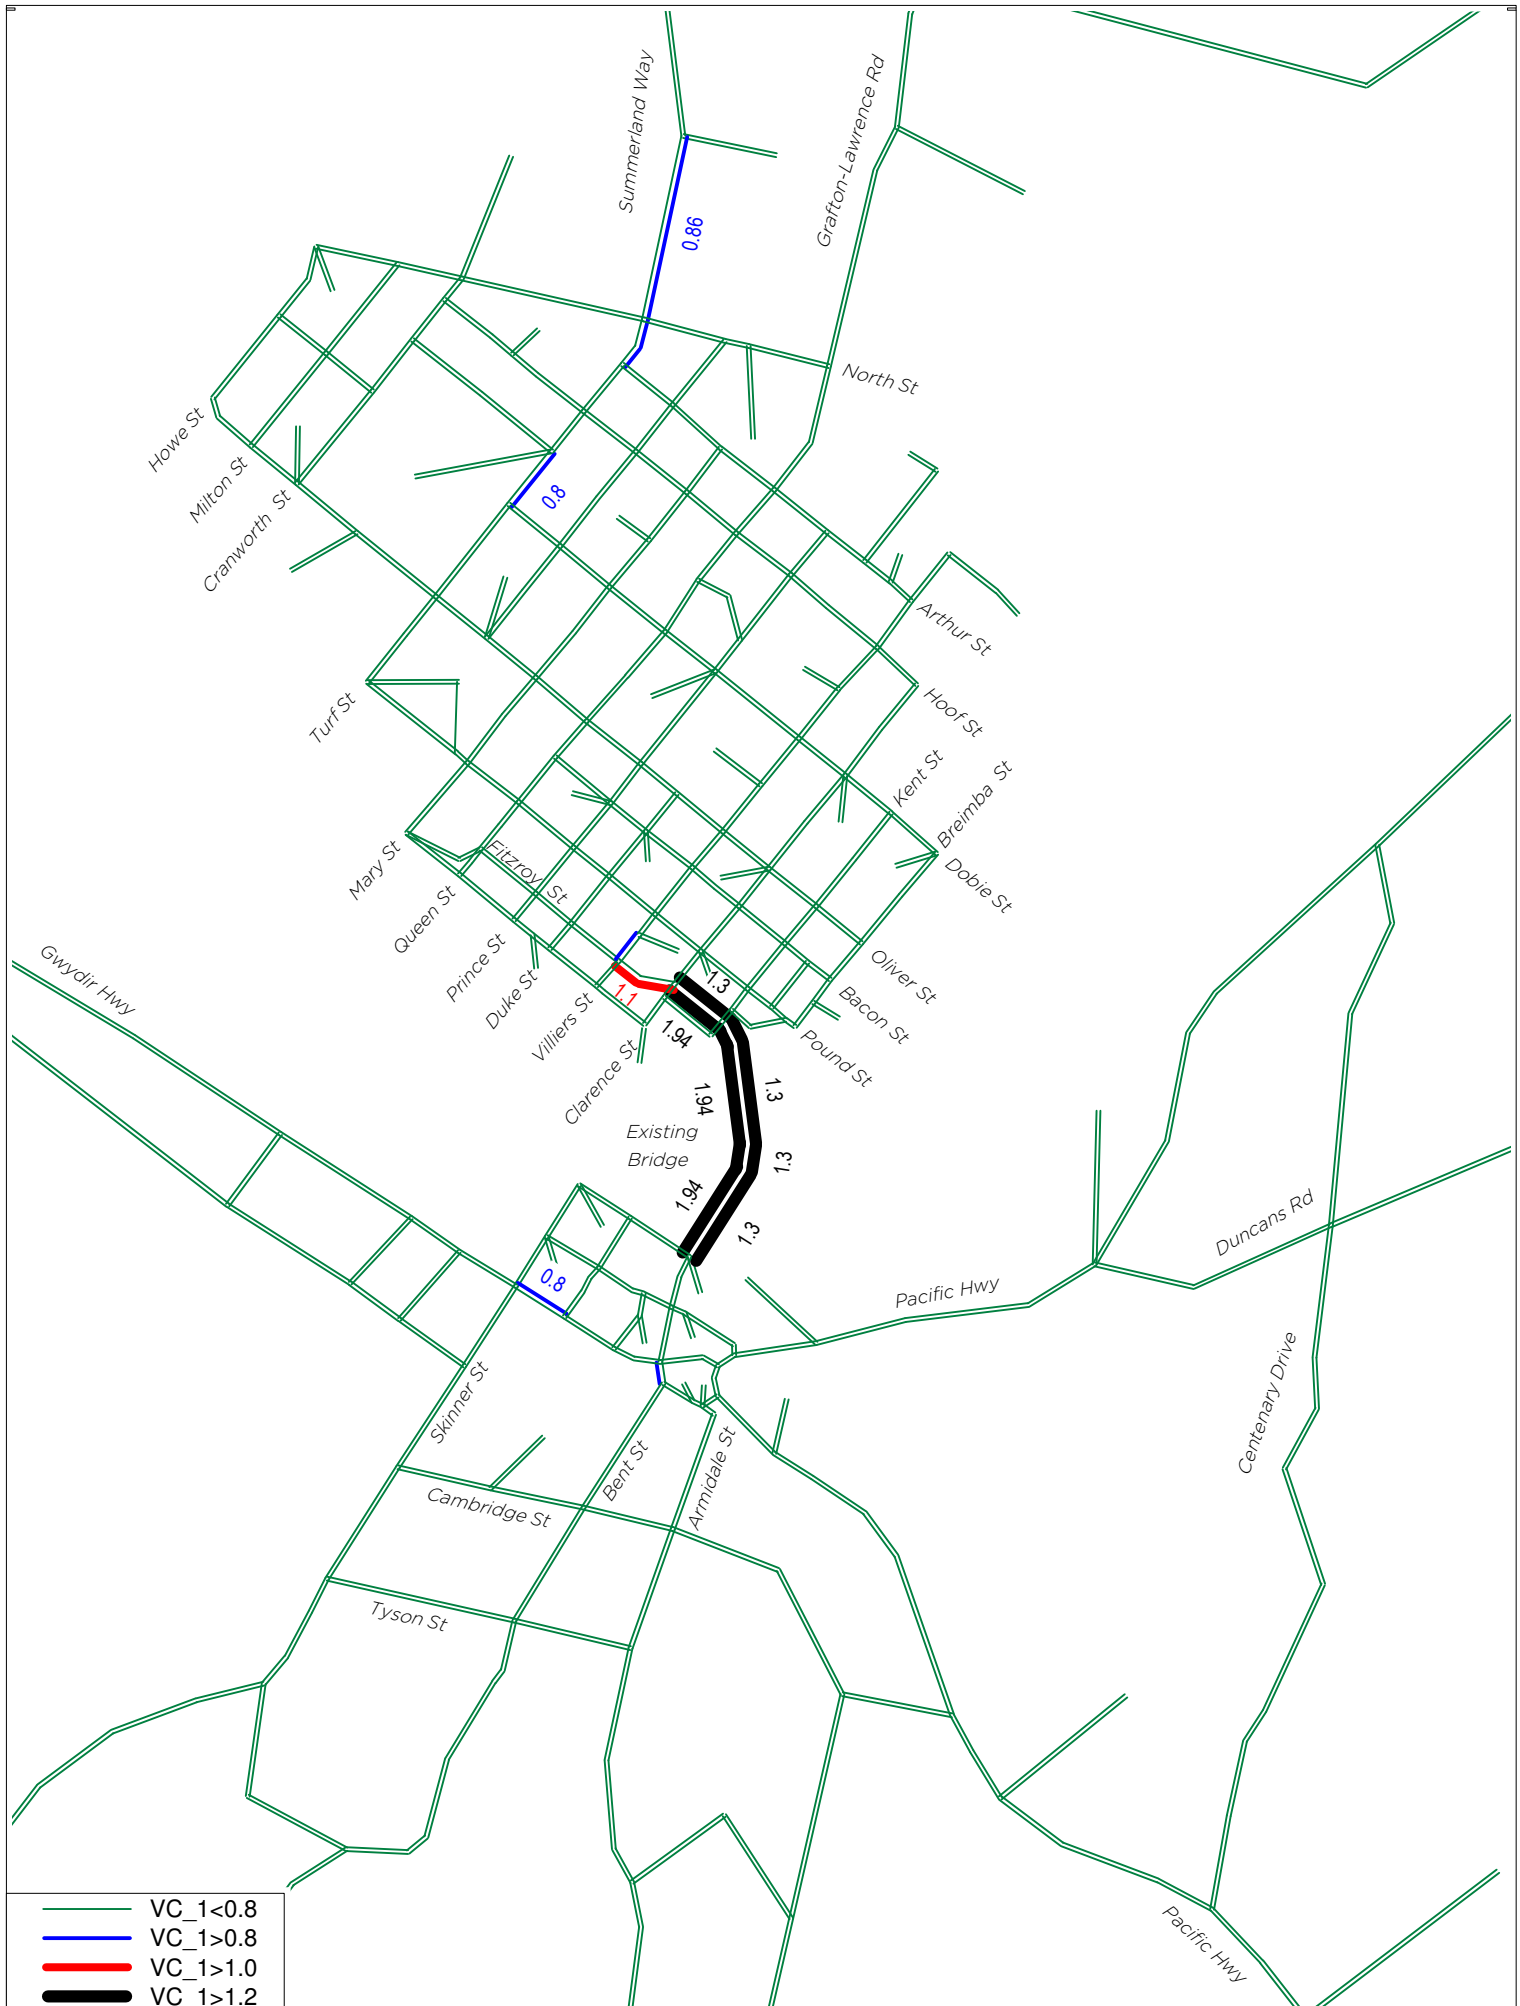 Summerland Way
Grafton-Lawrence Rd
0.86
North St
Howe St
Milton St
Cranworth St
0.8
Arthur St
Hoof St
Turf St
Kent St
Breimba St
Dobie St
Mary St
Fitzroy St
Queen St
Prince St
Duke St
Villiers St
Clarence St
Oliver St
Bacon St
Pound St
Gwydir Hwy
1.3
1.1
1.94
1.94
1.3
Existing
Bridge
1.3
1.94
1.3
0.8
Duncans Rd
Pacific Hwy
Centenary Drive
Skinner St
Bent St
Armidale St
Cambridge St
Tyson St
Pacific Hwy
VC_1<0.8
VC_1>0.8
VC_1>1.0
VC_1>1.2